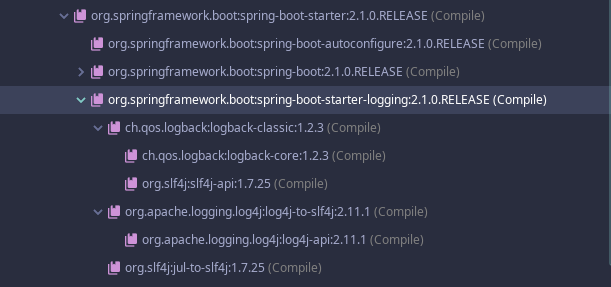 org.springframework.boot:spring-boot-starter:2.1.0.RELEASE (Compile)
org.springframework.boot:spring-boot-autoconfigure:2.1.0.RELEASE (Compile)
org.springframework.boot:spring-boot:2.1.0.RELEASE (Compile)
org.springframework.boot:spring-boot-starter-logging:2.1.0.RELEASE (Compile)
ch.qos.logback:logback-classic:1.2.3 (Compile)
ch.qos.logback:logback-core:1.2.3 (Compile)
org.slf4j:slf4j-api:1.7.25 (Compile)
org.apache.logging.log4j:log4j-to-slf4j:2.11.1 (Compile)
org.apache.logging.log4j:log4j-api:2.11.1 (Compile)
org.slf4j:jul-to-slf4j:1.7.25 (Compile)